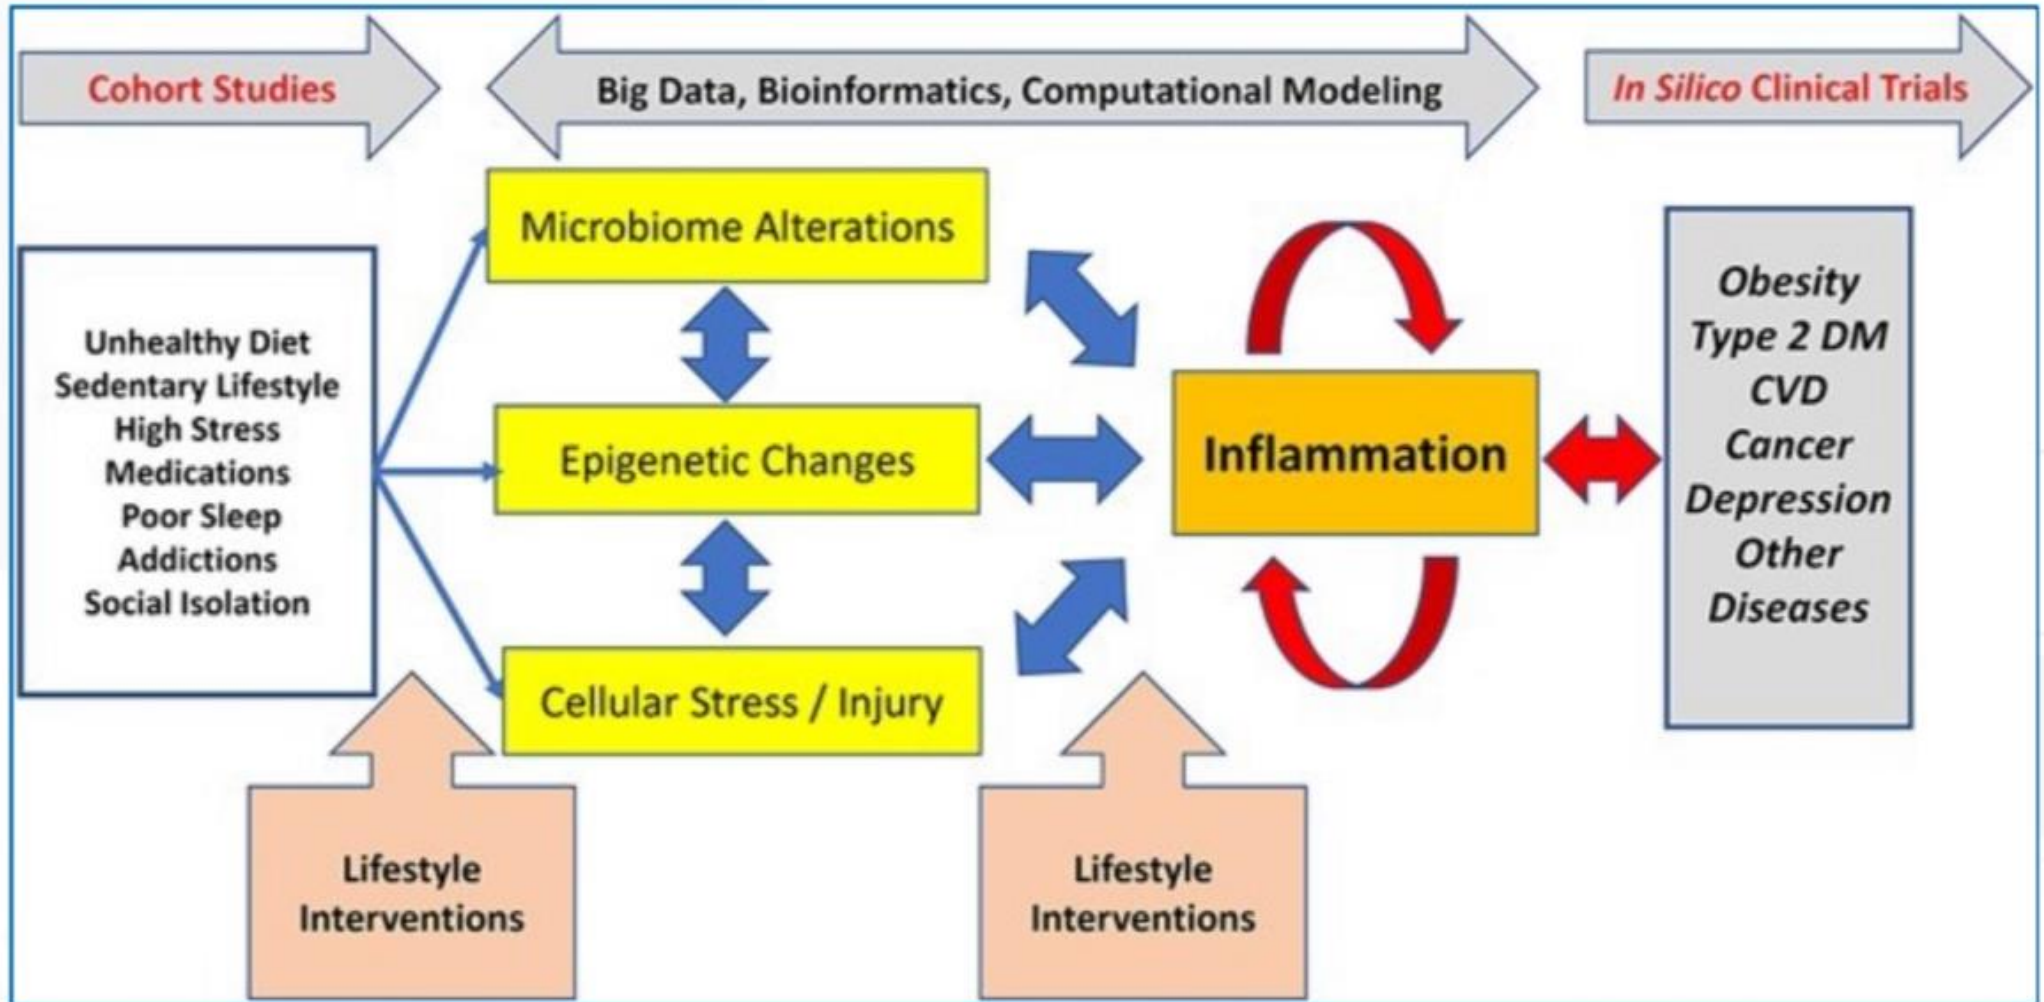 Cohort Studies
Big Data, Bioinformatics, Computational Modeling
In Silico Clinical Trials
Unhealthy Diet
Sedentary Lifestyle
High Stress
Medications
Poor Sleep
Addictions
Social Isolation
Microbiome Alterations
Epigenetic Changes
Cellular Stress / Injury
Inflammation
Obesity
Type 2 DM
CVD
Cancer
Depression
Other
Diseases
Lifestyle
Interventions
Lifestyle
Interventions